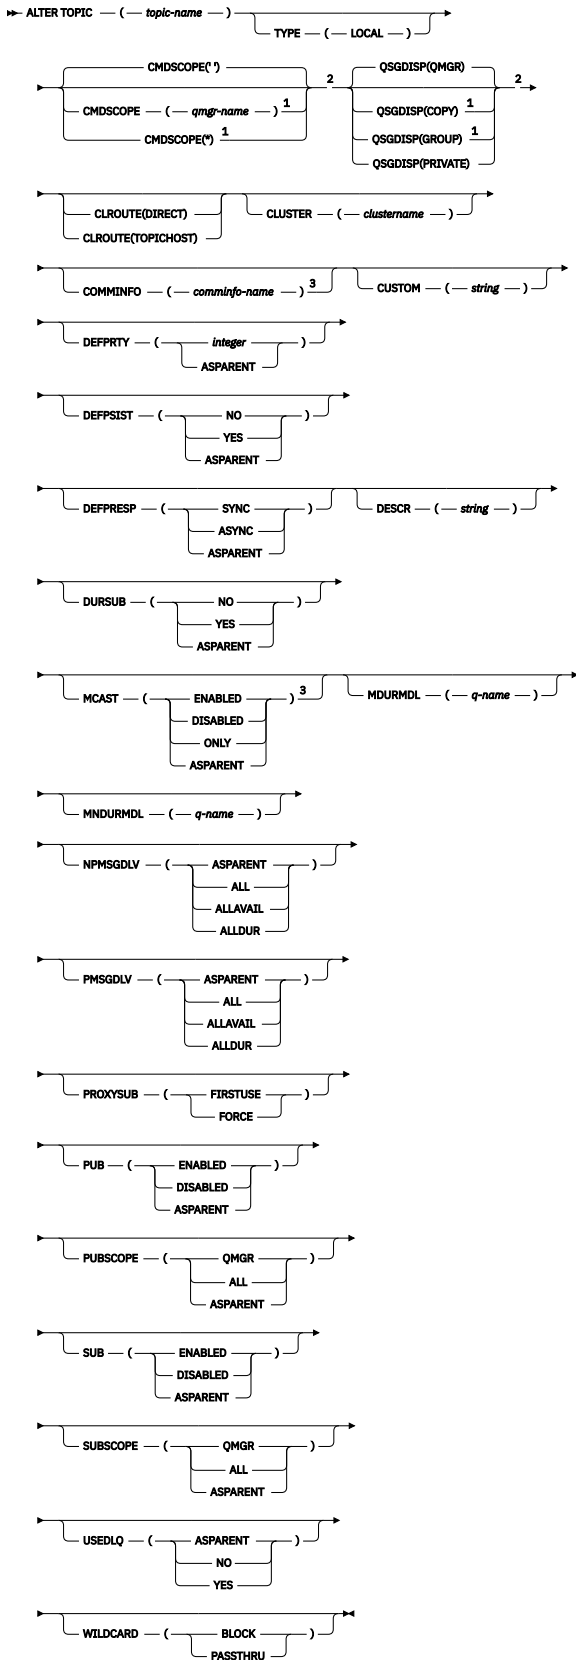 ALTER TOPIC ( topic-name )
TYPE ( LOCAL )
CMDSCOPE(' ') 2 QSGDISP(QMGR) 2
CMDSCOPE ( qmgr-name ) 1 QSGDISP(COPY) 1
CMDSCOPE(*) 1 QSGDISP(GROUP) 1
QSGDISP(PRIVATE)
CLROUTE(DIRECT) CLUSTER ( clustername )
CLROUTE(TOPICHOST)
COMMINFO ( comminfo-name ) 3 CUSTOM ( string )
DEFPRTY ( integer )
ASPARENT
DEFPSIST ( NO )
YES
ASPARENT
DEFPRESP ( SYNC ) DESCR ( string )
ASYNC
ASPARENT
DURSUB ( NO )
YES
ASPARENT
MCAST ( ENABLED ) 3 MDURMDL ( q-name )
DISABLED
ONLY
ASPARENT
MNDURMDL ( q-name )
NPMSGDLV ( ASPARENT )
ALL
ALLAVAIL
ALLDUR
PMSGDLV ( ASPARENT )
ALL
ALLAVAIL
ALLDUR
PROXYSUB ( FIRSTUSE )
FORCE
PUB ( ENABLED )
DISABLED
ASPARENT
PUBSCOPE ( QMGR )
ALL
ASPARENT
SUB ( ENABLED )
DISABLED
ASPARENT
SUBSCOPE ( QMGR )
ALL
ASPARENT
USEDLQ ( ASPARENT )
NO
YES
WILDCARD ( BLOCK )
PASSTHRU